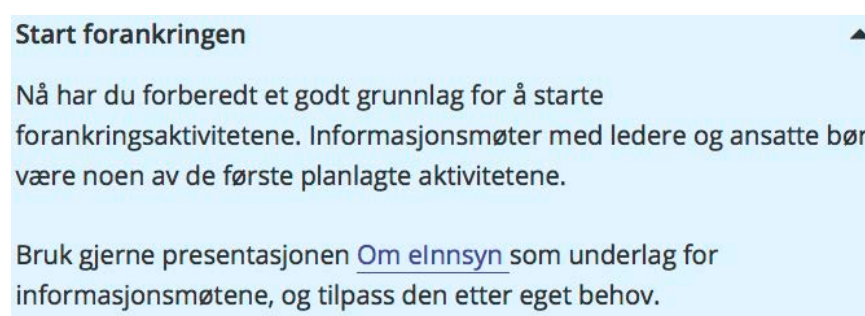 Start forankringen
Nå har du forberedt et godt grunnlag for å starte
forankringsaktivitetene. Informasjonsmøter med ledere og ansatte bør
være noen av de første planlagte aktivitetene.
Bruk gjerne presentasjonen Om eInnsyn som underlag for
informasjonsmøtene, og tilpass den etter eget behov.